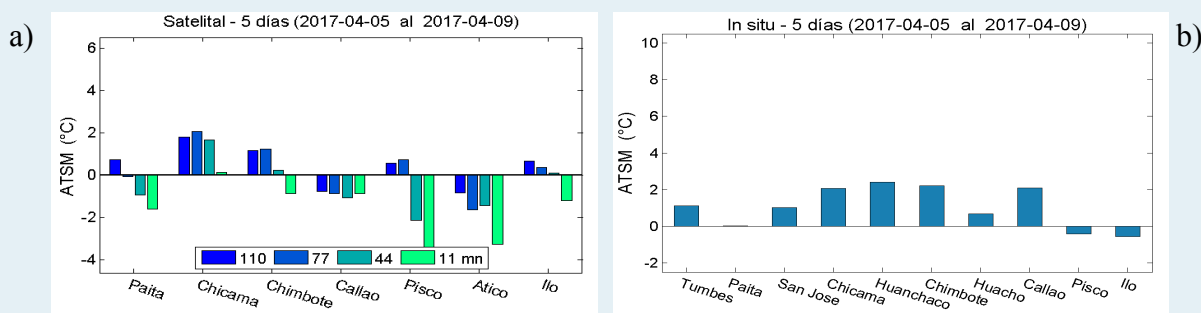 a)
Satelital - 5 días (2017-04-05 al 2017-04-09)
ATSM (°C)
6
4
2
0
-2
-4
110 77 44 11 mn
Paita Chicama Chimbote Callao Pisco Atico Ilo
In situ - 5 días (2017-04-05 al 2017-04-09)
b)
ATSM (°C)
10
8
6
4
2
0
-2
Tumbes Paita San Jose Chicama Huanchaco Chimbote Huacho Callao Pisco Ilo